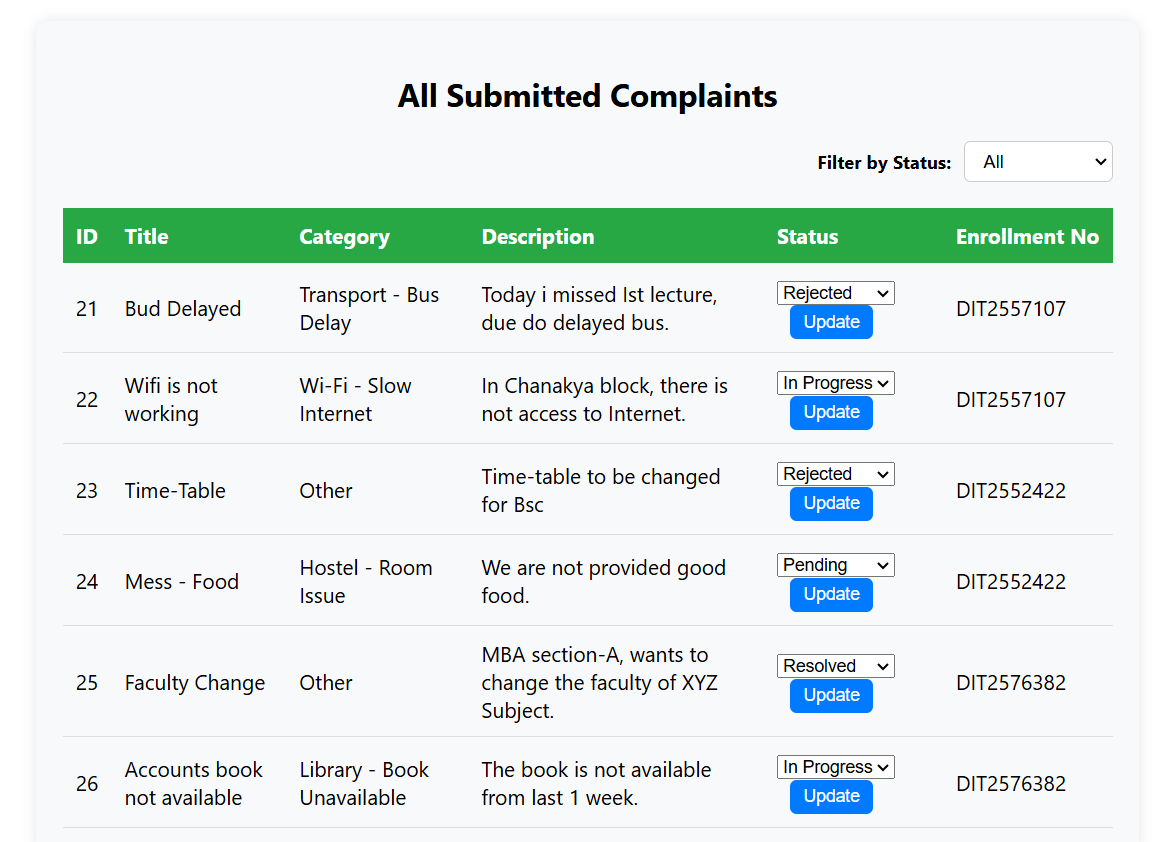 All Submitted Complaints
Filter by Status: All
ID Title Category Description Status Enrollment No
21 Bud Delayed Transport - Bus Today i missed Ist lecture, Rejected DIT2557107
Delay due do delayed bus. Update
22 Wifi is not Wi-Fi - Slow In Chanakya block, there is In Progress DIT2557107
working Internet not access to Internet. Update
23 Time-Table Other Time-table to be changed Rejected DIT2552422
for Bsc Update
24 Mess - Food Hostel - Room We are not provided good Pending DIT2552422
Issue food. Update
MBA section-A, wants to Resolved
25 Faculty Change Other change the faculty of XYZ Update DIT2576382
Subject.
26 Accounts book Library - Book The book is not available In Progress DIT2576382
not available Unavailable from last 1 week. Update